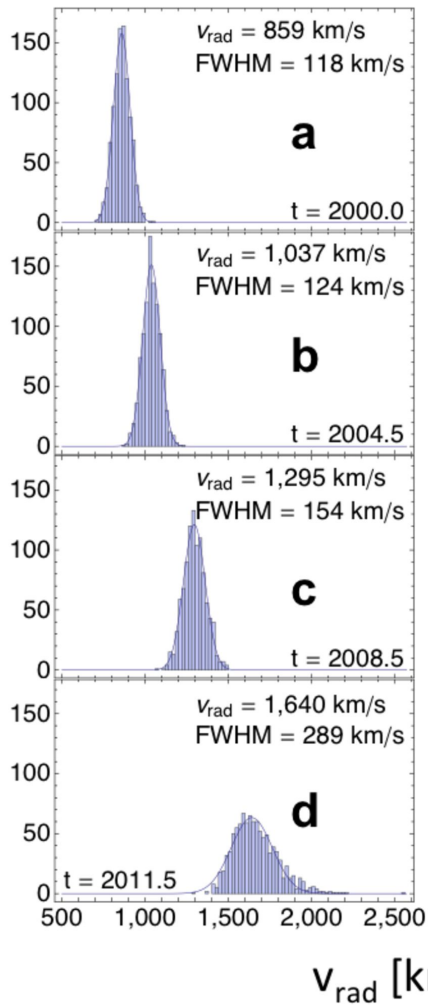 150
100
50
0
v_rad = 859 km/s
FWHM = 118 km/s
a
t = 2000.0
150
100
50
0
v_rad = 1,037 km/s
FWHM = 124 km/s
b
t = 2004.5
150
100
50
0
v_rad = 1,295 km/s
FWHM = 154 km/s
c
t = 2008.5
150
100
50
0
v_rad = 1,640 km/s
FWHM = 289 km/s
d
t = 2011.5
500 1,000 1,500 2,000 2,500
v_rad [k